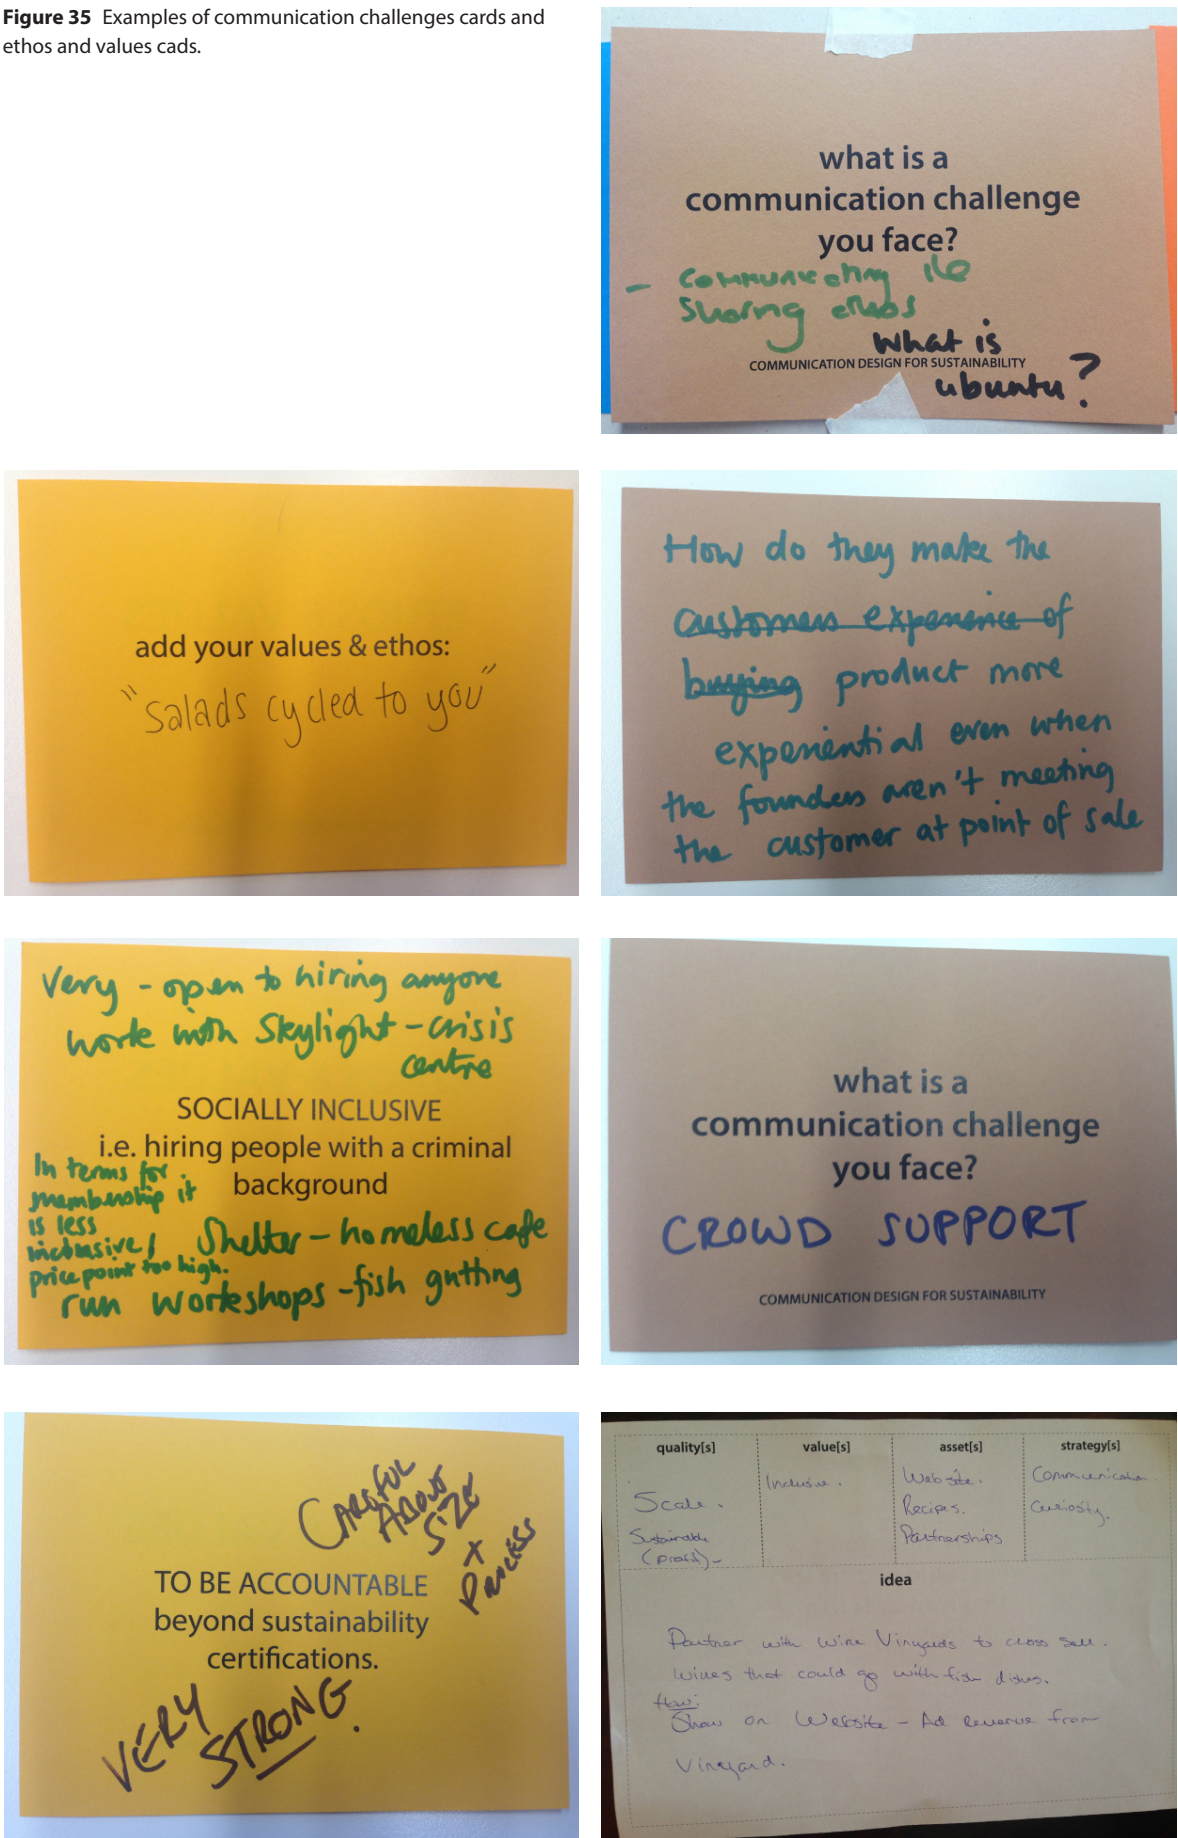 Figure 35 Examples of communication challenges cards and
ethos and values cads.
what is a
communication challenge
you face?
- communicating ie
sharing ethos
what is
COMMUNICATION DESIGN FOR SUSTAINABILITY
ubuntu?
add your values & ethos:
"Salads cycled to you"
How do they make the
customers experience of
buying product more
experiential even when
the founders aren't meeting
the customer at point of sale
Very - open to hiring anyone
work with Skylight - crisis
centre
SOCIALLY INCLUSIVE
i.e. hiring people with a criminal
background
In terms for
membership it
is less
inclusive,
price point too high.
Shelter - homeless cafe
run workshops - fish gutting
what is a
communication challenge
you face?
CROWD SUPPORT
COMMUNICATION DESIGN FOR SUSTAINABILITY
CAREFUL
ABOUT
SIZE
+
PROCESS
TO BE ACCOUNTABLE
beyond sustainability
certifications.
VERY
STRONG.
quality[s] value[s] asset[s] strategy[s]
Scale.
Sustainable
(profit) -
Inclusive.
Website.
Recipes.
Partnerships
Communication
Curiosity.
idea
Partner with Wine Vinyards to cross sell.
wines that could go with fish dishes.
How:
Show on Website - Ad Revenue from
Vinyard.